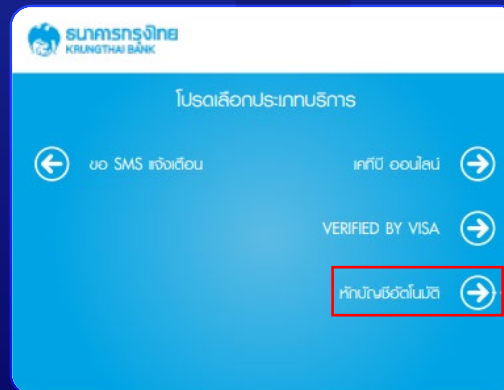 ธนาคารกรุงไทย
KRUNGTHAI BANK
โปรดเลือกประเภทบริการ
ขอ SMS แจ้งเตือน
เคทีบี ออนไลน์
VERIFIED BY VISA
หักบัญชีอัตโนมัติ